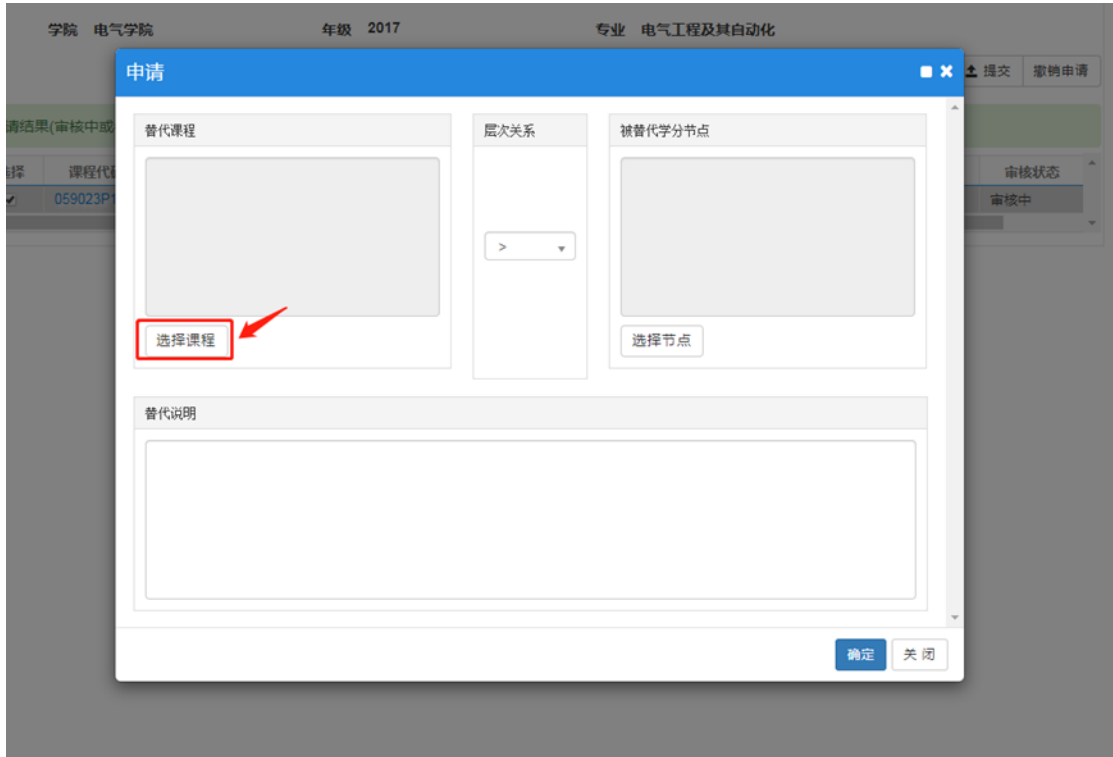 学院 电气学院 年级 2017 专业 电气工程及其自动化
申请
提交 撤销申请
请结果(审核中或
替代课程 层次关系 被替代学分节点
择 课程代 审核状态
059023P1 审核中
>
选择课程 选择节点
替代说明
确定 关闭